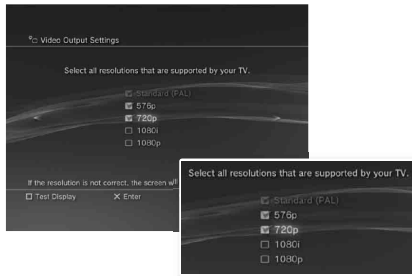 Video Output Settings
Select all resolutions that are supported by your TV.
Standard (PAL)
576p
720p
1080i
1080p
If the resolution is not correct, the screen wil
Test Display
X Enter
Select all resolutions that are supported by your TV.
Standard (PAL)
576p
720p
1080i
1080p